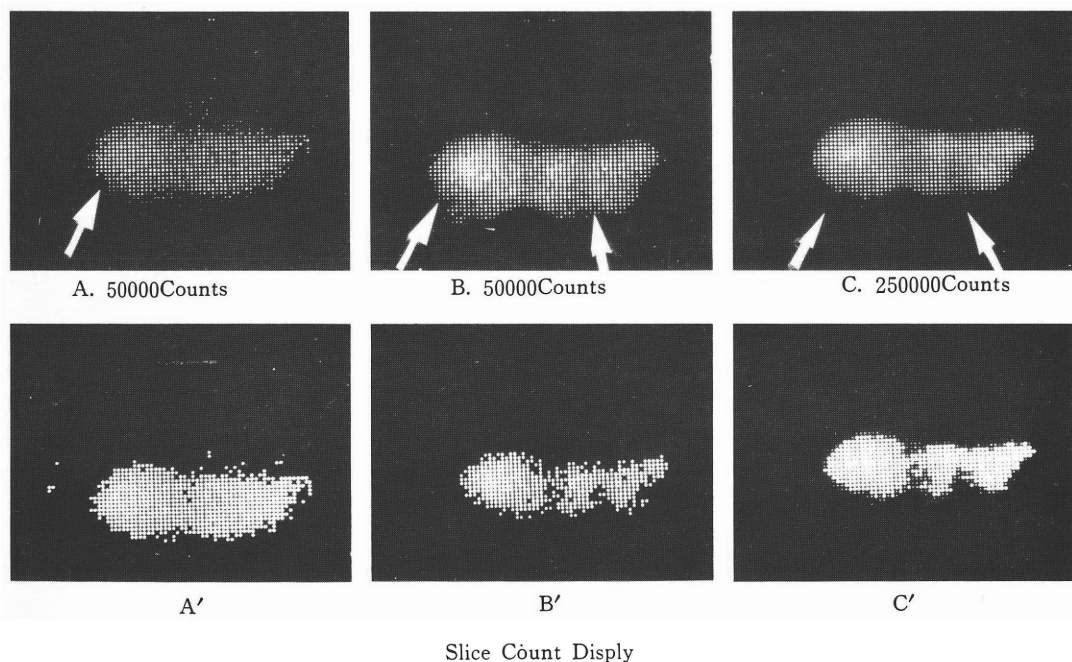 A. 50000Counts
B. 50000Counts
C. 250000Counts
A′
B′
C′
Slice Count Disply